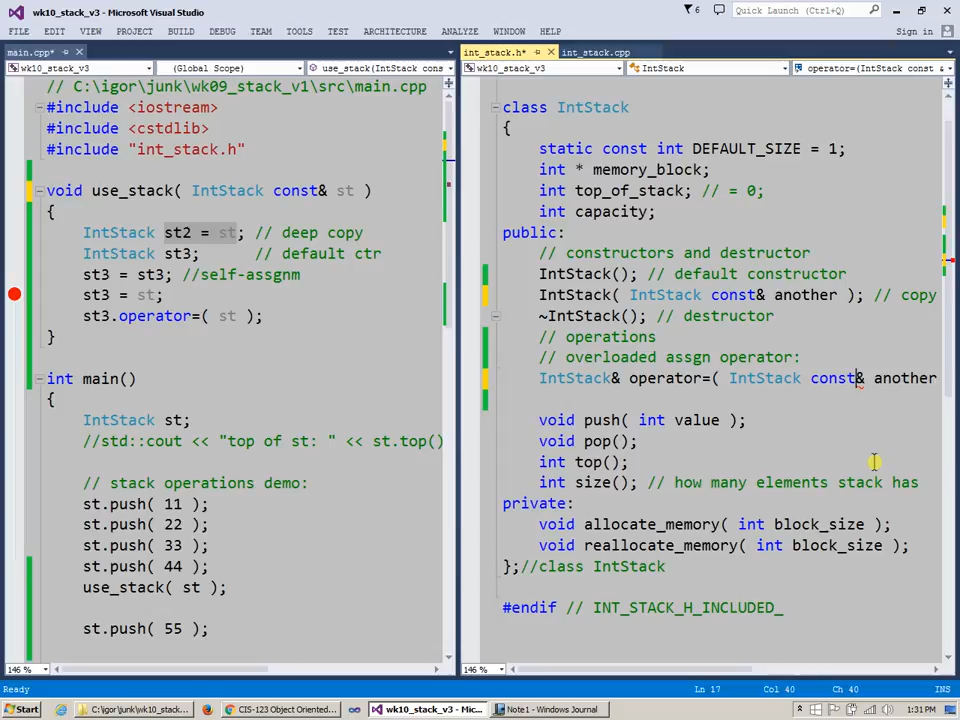 wk10_stack_v3 - Microsoft Visual Studio
6
Quick Launch (Ctrl+Q)
FILE EDIT VIEW PROJECT BUILD DEBUG TEAM TOOLS TEST ARCHITECTURE ANALYZE WINDOW HELP
Sign in
main.cpp*
wk10_stack_v3
(Global Scope)
use_stack(IntStack cons
// C:\igor\junk\wk09_stack_v1\src\main.cpp
#include <iostream>
#include <cstdlib>
#include "int_stack.h"
void use_stack( IntStack const& st )
{
IntStack st2 = st; // deep copy
IntStack st3; // default ctr
st3 = st3; //self-assgnm
st3 = st;
st3.operator=( st );
}
int main()
{
IntStack st;
//std::cout << "top of st: " << st.top()
// stack operations demo:
st.push( 11 );
st.push( 22 );
st.push( 33 );
st.push( 44 );
use_stack( st );
st.push( 55 );
146 %
int_stack.h*
int_stack.cpp
wk10_stack_v3
IntStack
operator=(IntStack const
class IntStack
{
static const int DEFAULT_SIZE = 1;
int * memory_block;
int top_of_stack; // = 0;
int capacity;
public:
// constructors and destructor
IntStack(); // default constructor
IntStack( IntStack const& another ); // copy
~IntStack(); // destructor
// operations
// overloaded assgn operator:
IntStack& operator=( IntStack const& another
void push( int value );
void pop();
int top();
int size(); // how many elements stack has
private:
void allocate_memory( int block_size );
void reallocate_memory( int block_size );
};//class IntStack
#endif // INT_STACK_H_INCLUDED_
146 %
Ready
Ln 17
Col 40
Ch 40
INS
Start
C:\igor\junk\wk10_...
CIS-123 Object Oriented...
wk10_stack_v3 - Mic...
Note1 - Windows Journal
1:31 PM